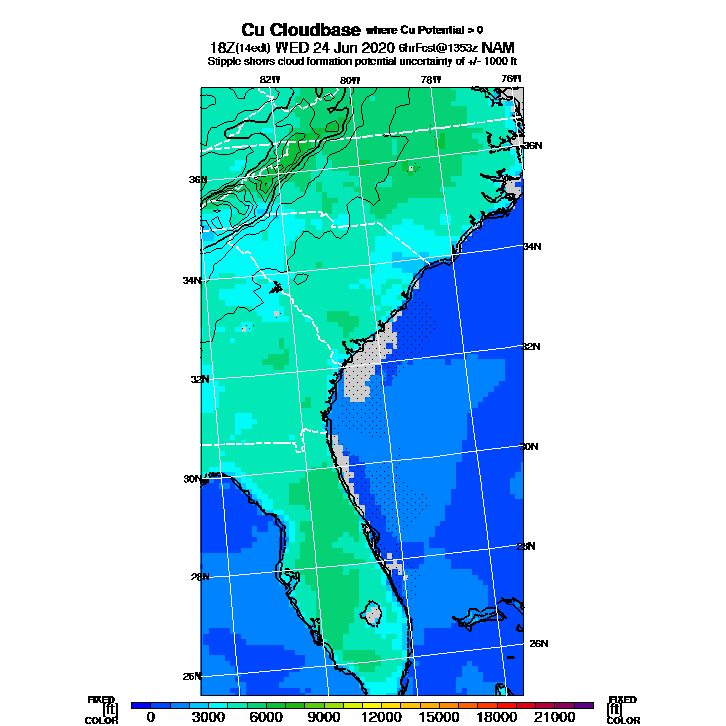 Cu Cloudbase where Cu Potential > 0
18Z(14edt) WED 24 Jun 2020 6hrFcst@1353z NAM
Stipple shows cloud formation potential uncertainty of +/- 1000 ft
82W 80W 78W 76W
36N
36N
34N
34N
32N
32N
30N
30N
28N
28N
26N
26N
FIXED FIXED
[ft] [ft]
COLOR COLOR
0 3000 6000 9000 12000 15000 18000 21000